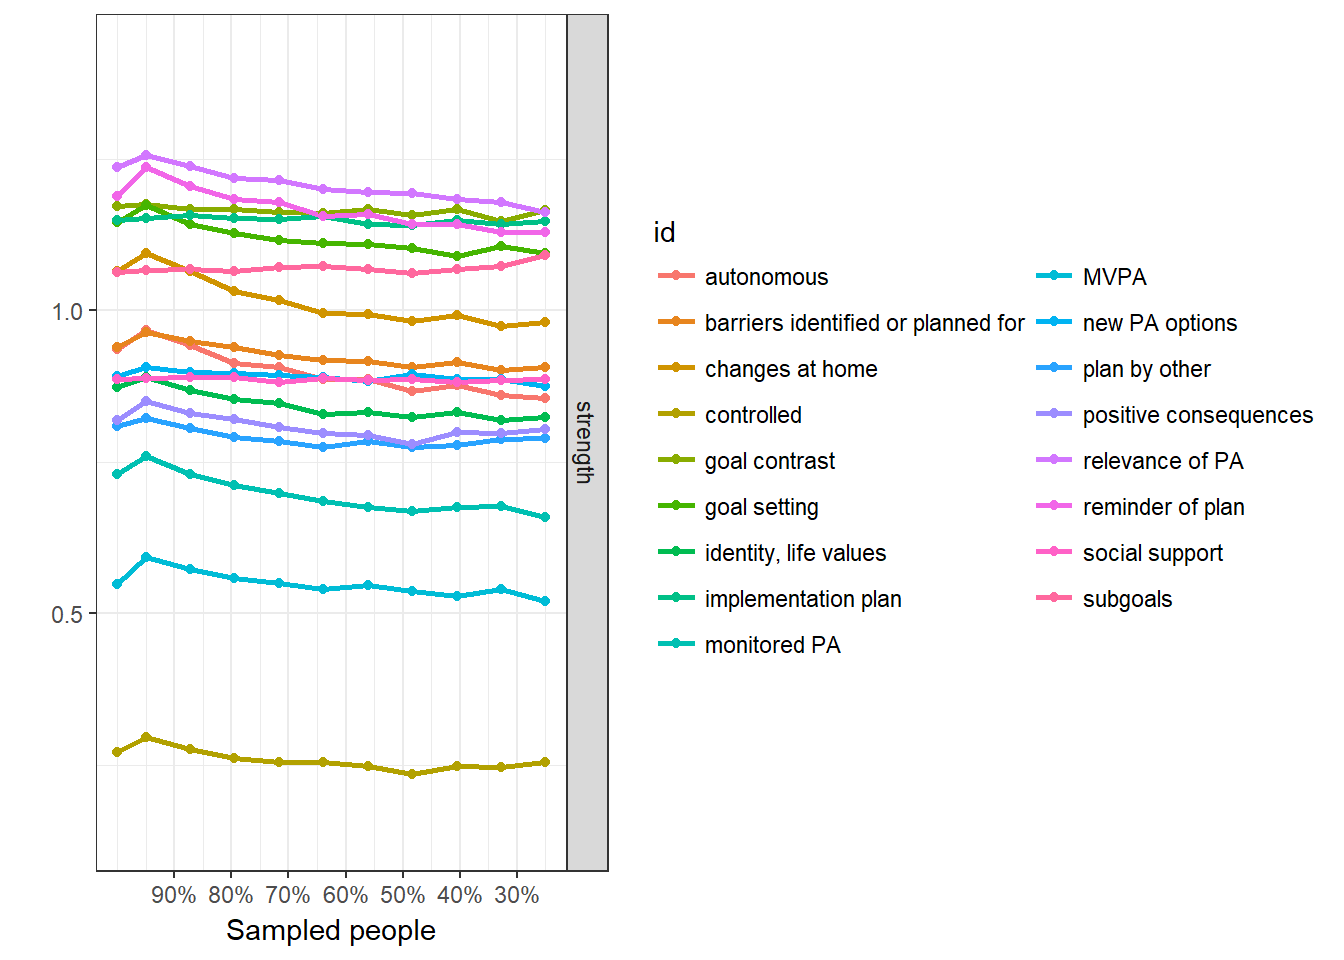 1.0
0.5
90% 80% 70% 60% 50% 40% 30%
Sampled people
strength
id
autonomous
barriers identified or planned for
changes at home
controlled
goal contrast
goal setting
identity, life values
implementation plan
monitored PA
MVPA
new PA options
plan by other
positive consequences
relevance of PA
reminder of plan
social support
subgoals